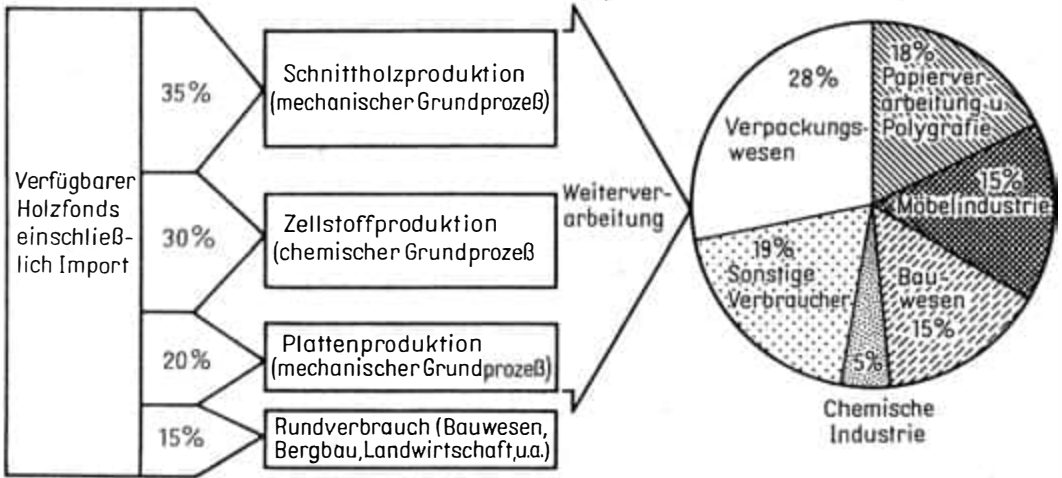 Verfügbarer
Holzfonds
einschließ-
lich Import
35%
30%
20%
15%
Schnittholzproduktion
(mechanischer Grundprozeß)
Zellstoffproduktion
(chemischer Grundprozeß
Plattenproduktion
(mechanischer Grundprozeß)
Rundverbrauch (Bauwesen,
Bergbau,Landwirtschaft,u.a.)
Weiterver-
arbeitung
28%
Verpackungs-
wesen
18%
Papierver-
arbeitung u.
Polygrafie
15%
Möbelindustrie
Bau-
wesen
15%
5%
Chemische
Industrie
19%
Sonstige
Verbraucher